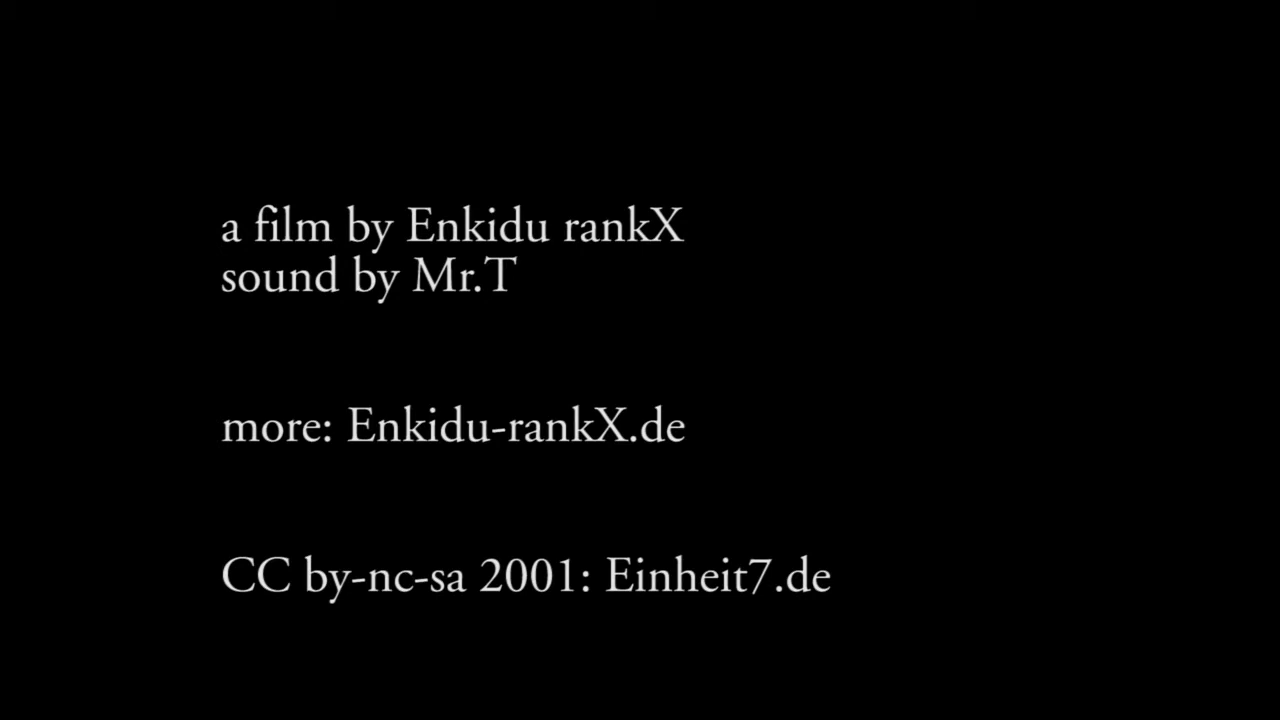 a film by Enkidu rankX
sound by Mr.T
more: Enkidu-rankX.de
CC by-nc-sa 2001: Einheit7.de